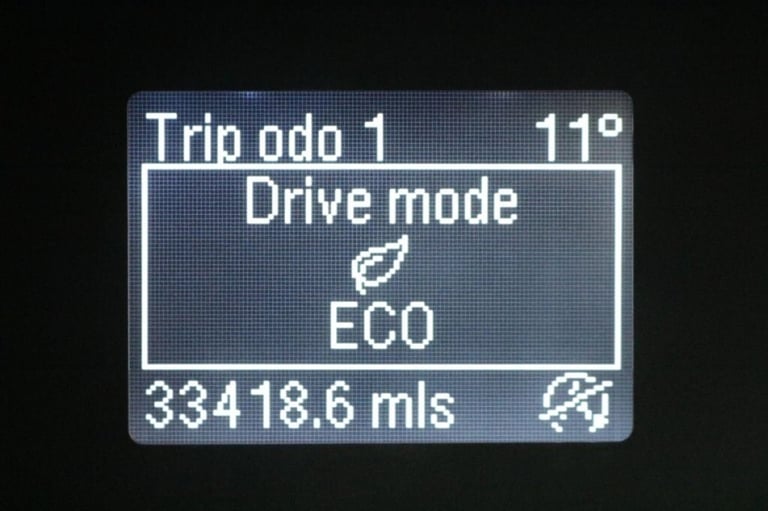 Trip odo 1 11°
Drive mode
ECO
33418.6 mls